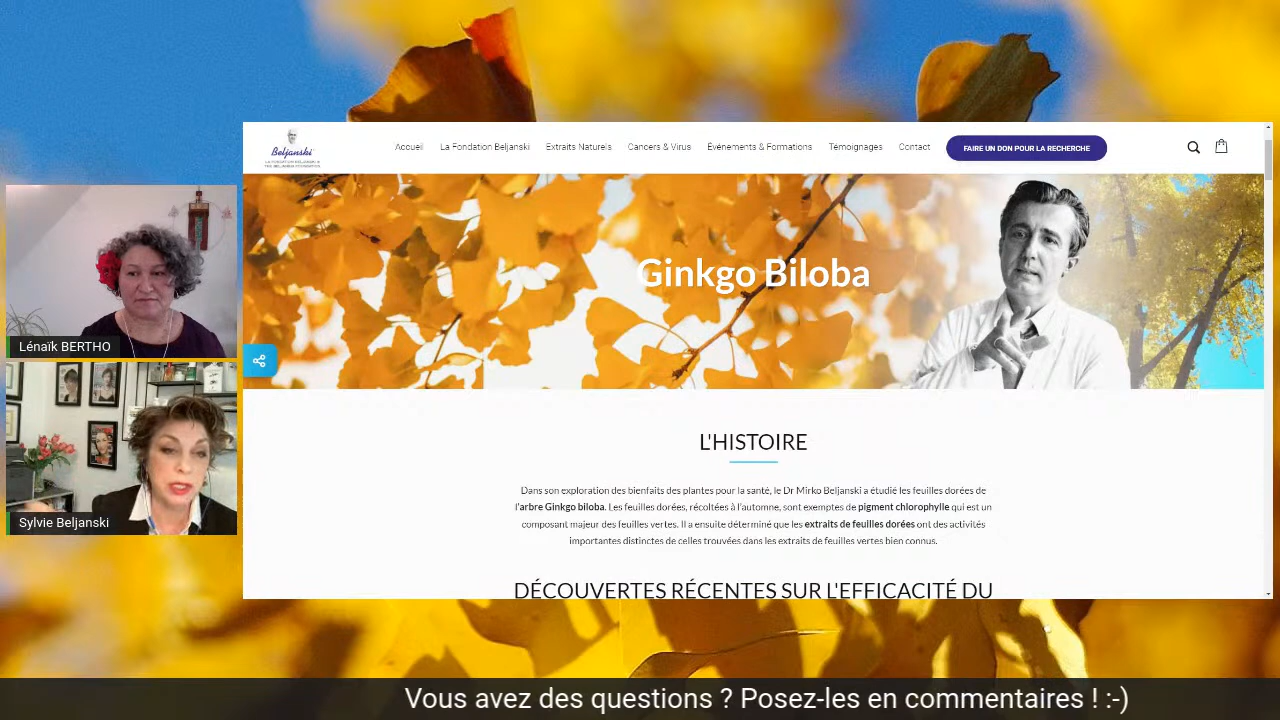 Beljanski
Accueil
La Fondation Beljanski
Extraits Naturels
Cancers & Virus
Événements & Formations
Témoignages
Contact
FAIRE UN DON POUR LA RECHERCHE
Ginkgo Biloba
Lénaïk BERTHO
Sylvie Beljanski
L'HISTOIRE
Dans son exploration des bienfaits des plantes pour la santé, le Dr Mirko Beljanski a étudié les feuilles dorées de
l'arbre Ginkgo biloba. Les feuilles dorées, récoltées à l'automne, sont exemptes de pigment chlorophylle qui est un
composant majeur des feuilles vertes. Il a ensuite déterminé que les extraits de feuilles dorées ont des activités
importantes distinctes de celles trouvées dans les extraits de feuilles vertes bien connus.
DÉCOUVERTES RÉCENTES SUR L'EFFICACITÉ DU
Vous avez des questions ? Posez-les en commentaires ! :-)